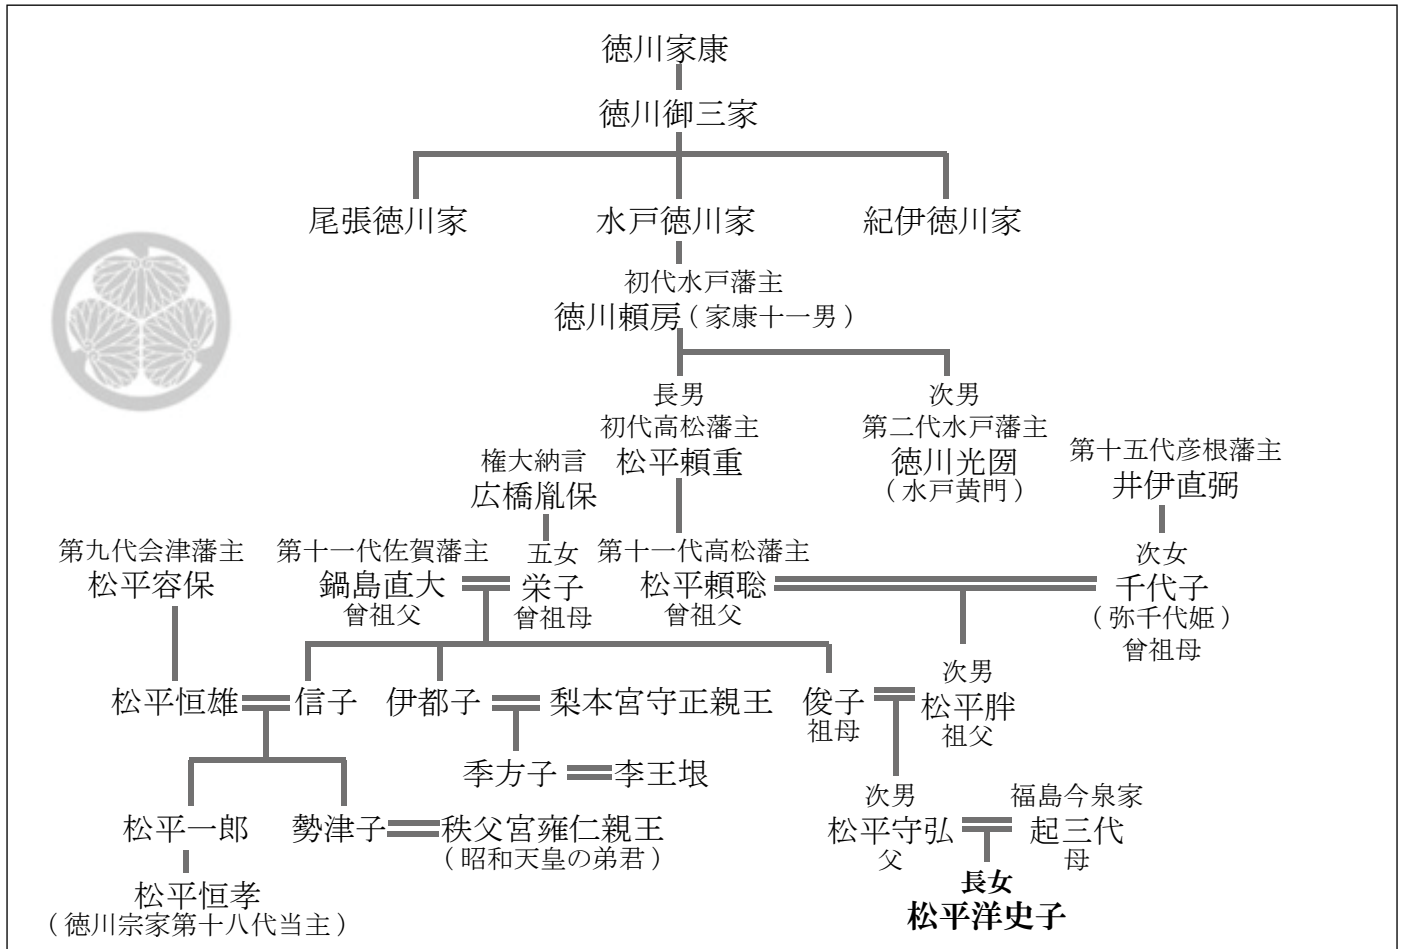 徳川家康
徳川御三家
尾張徳川家
水戸徳川家
紀伊徳川家
初代水戸藩主
徳川頼房(家康十一男)
長男
初代高松藩主
松平頼重
次男
第二代水戸藩主
徳川光圀
(水戸黄門)
第十五代彦根藩主
井伊直弼
権大納言
広橋胤保
第九代会津藩主
松平容保
第十一代佐賀藩主
鍋島直大
曾祖父
五女
栄子
曾祖母
第十一代高松藩主
松平頼聡
曾祖父
次女
千代子
(弥千代姫)
曾祖母
松平恒雄
信子
伊都子
梨本宮守正親王
俊子
祖母
次男
松平胖
祖父
季方子
李王垠
松平一郎
勢津子
秩父宮雍仁親王
(昭和天皇の弟君)
次男
松平守弘
父
福島今泉家
起三代
母
松平恒孝
(徳川宗家第十八代当主)
長女
松平洋史子